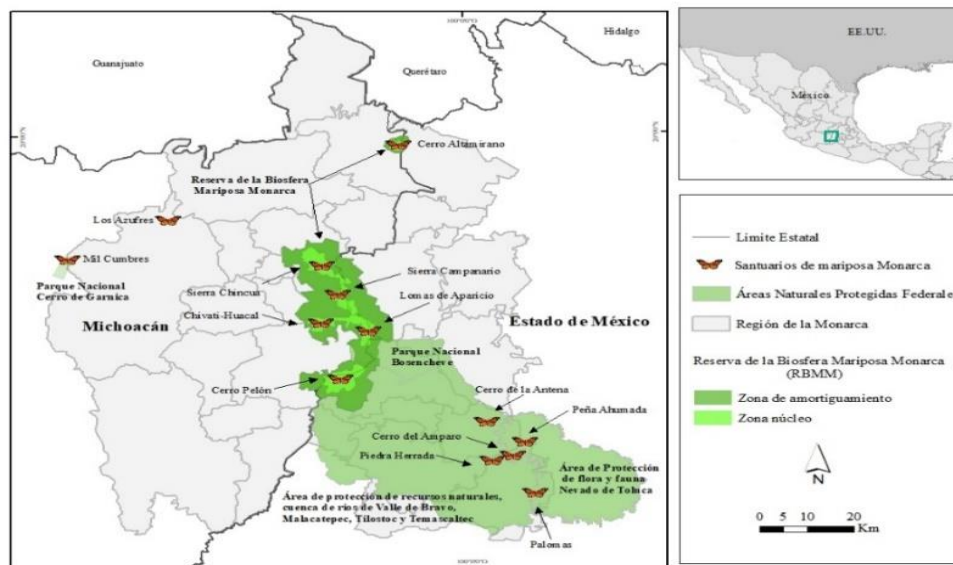 Guanajuato
Querétaro
Hidalgo
Cerro Altamirano
Reserva de la Biosfera
Mariposa Monarca
Los Azufres
Mil Cumbres
Parque Nacional
Cerro de Garnica
Sierra Chincua
Sierra Campanario
Michoacán
Chivatí-Huacal
Lomas de Aparicio
Estado de México
Parque Nacional
Bosencheve
Cerro Pelón
Cerro de la Antena
Peña Ahumada
Cerro del Amparo
Piedra Herrada
Área de Protección
de flora y fauna
Nevado de Toluca
Área de protección de recursos naturales,
cuenca de ríos de Valle de Bravo,
Malacatepec, Tilostoc y Temascaltec
Palomas
EE.UU.
México
Limite Estatal
Santuarios de mariposa Monarca
Áreas Naturales Protegidas Federale
Región de la Monarca
Reserva de la Biosfera Mariposa Monarca
(RBMM)
Zona de amortiguamiento
Zona núcleo
N
0 5 10 20
Km